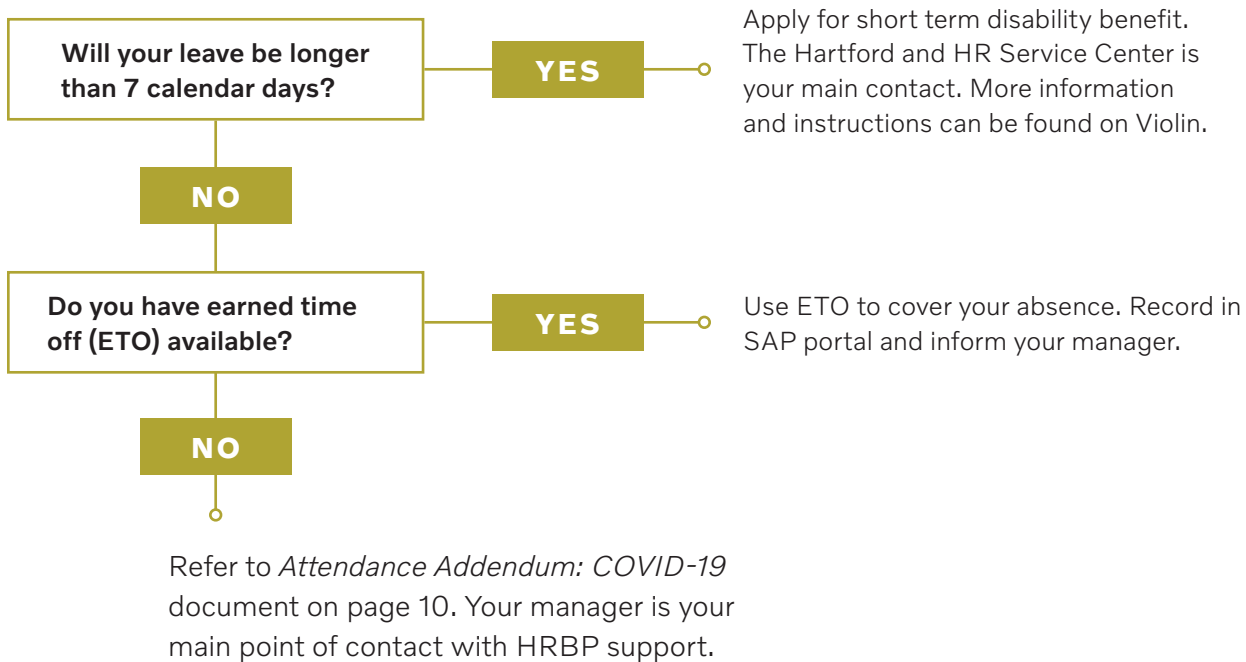 Will your leave be longer
than 7 calendar days?
YES
Apply for short term disability benefit.
The Hartford and HR Service Center is
your main contact. More information
and instructions can be found on Violin.
NO
Do you have earned time
off (ETO) available?
YES
Use ETO to cover your absence. Record in
SAP portal and inform your manager.
NO
Refer to Attendance Addendum: COVID-19
document on page 10. Your manager is your
main point of contact with HRBP support.